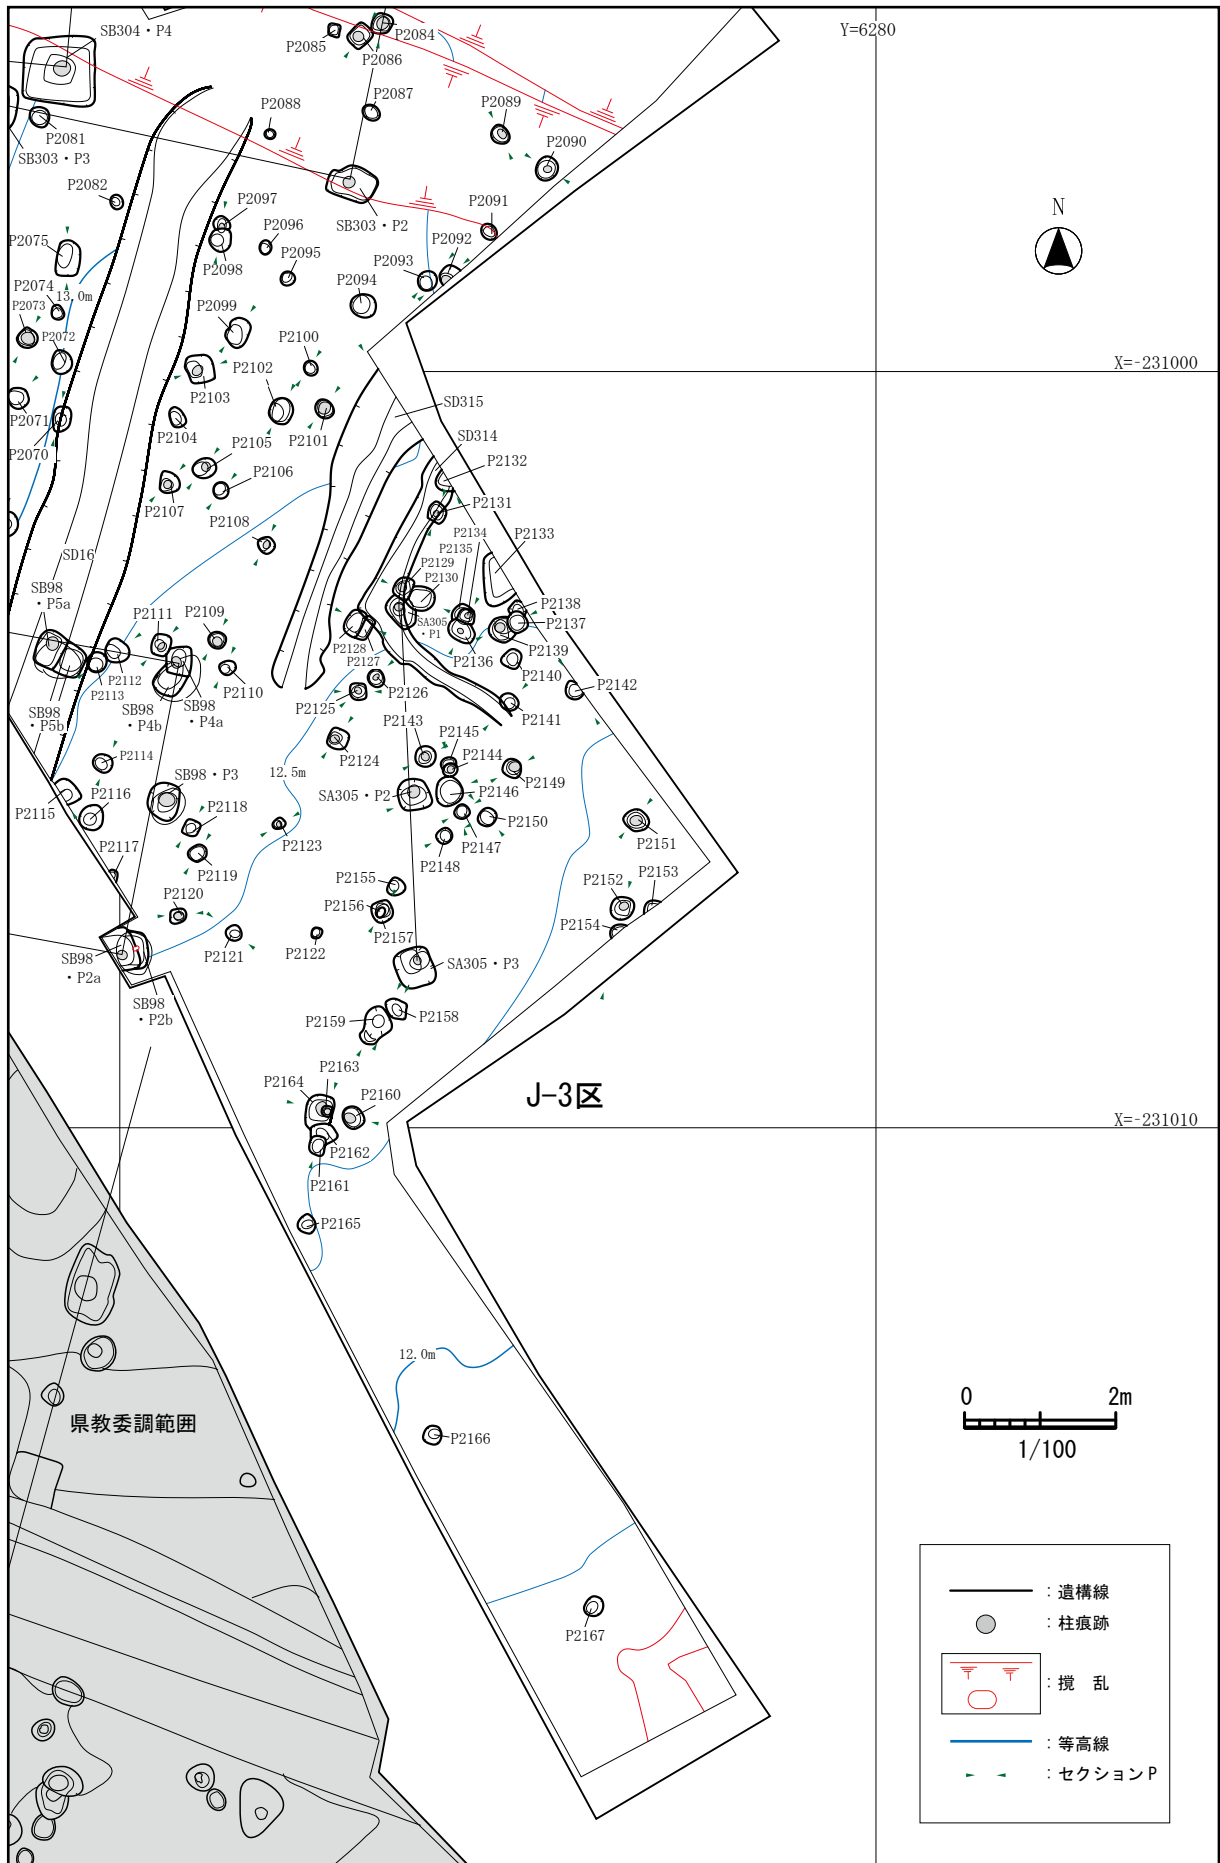 SB304・P4
P2085
P2084
P2086
Y=6280
P2081
SB303・P3
P2088
P2087
P2089
P2090
P2082
P2097
P2096
SB303・P2
P2091
P2075
P2098
P2095
P2093
P2092
N
P2074
13.0m
P2073
P2072
P2099
P2094
P2100
P2102
X=-231000
P2103
P2071
P2104
P2101
SD315
P2070
P2105
SD314
P2132
P2106
P2107
P2131
P2108
P2134
P2133
P2135
SD16
P2129
P2130
SB98
・P5a
P2111
P2109
P2138
SA305
・P1
P2137
P2128
P2127
P2139
P2136
P2112
P2113
P2110
P2140
P2126
P2142
SB98
・P5b
SB98
・P4b
SB98
・P4a
P2125
P2141
P2143
P2145
P2114
P2124
P2144
12.5m
SB98・P3
P2149
P2115
P2116
SA305・P2
P2146
P2118
P2150
P2151
P2123
P2147
P2148
P2117
P2119
P2155
P2152
P2153
P2120
P2156
P2154
P2157
P2121
P2122
SB98
・P2a
SA305・P3
SB98
・P2b
P2159
P2158
P2163
P2164
P2160
J-3区
X=-231010
P2162
P2161
P2165
12.0m
県教委調範囲
0 2m
1/100
P2166
P2167
：遺構線
：柱痕跡
：撹 乱
：等高線
：セクションP